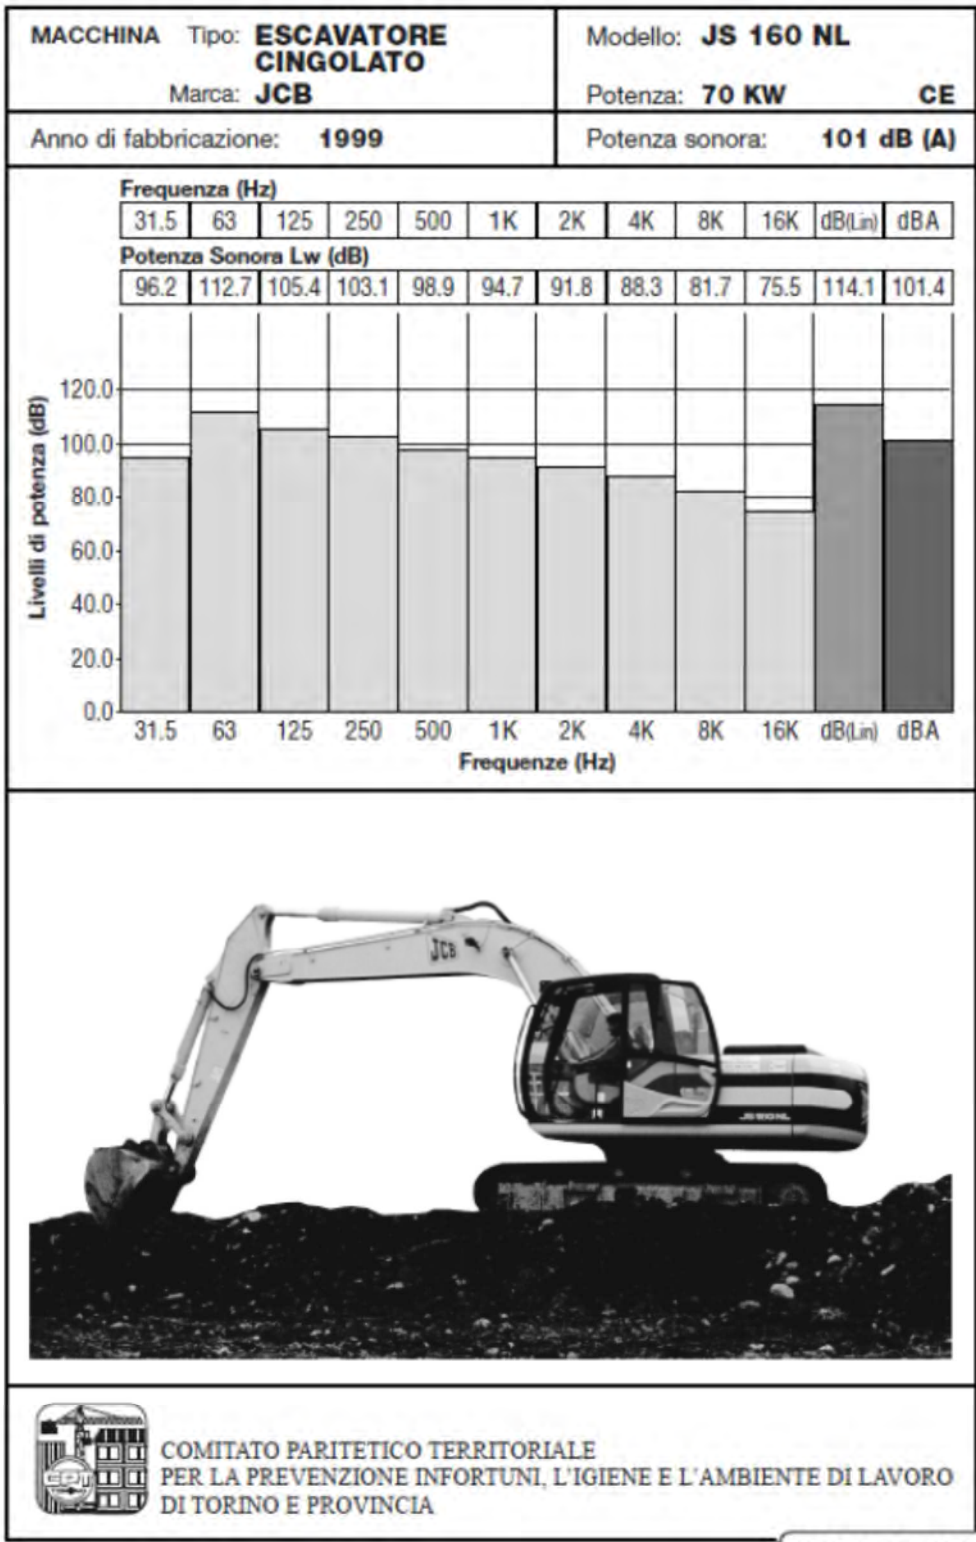 MACCHINA Tipo: ESCAVATORE
CINGOLATO
Marca: JCB
Modello: JS 160 NL
Potenza: 70 KW CE
Anno di fabbricazione: 1999
Potenza sonora: 101 dB (A)
Frequenza (Hz)
31.5 63 125 250 500 1K 2K 4K 8K 16K dB(Lin) dBA
Potenza Sonora Lw (dB)
96.2 112.7 105.4 103.1 98.9 94.7 91.8 88.3 81.7 75.5 114.1 101.4
Livelli di potenza (dB)
120.0
100.0
80.0
60.0
40.0
20.0
0.0
31.5 63 125 250 500 1K 2K 4K 8K 16K dB(Lin) dBA
Frequenze (Hz)
JCB
JS 160 NL
COMITATO PARITETICO TERRITORIALE
PER LA PREVENZIONE INFORTUNI, L'IGIENE E L'AMBIENTE DI LAVORO
DI TORINO E PROVINCIA